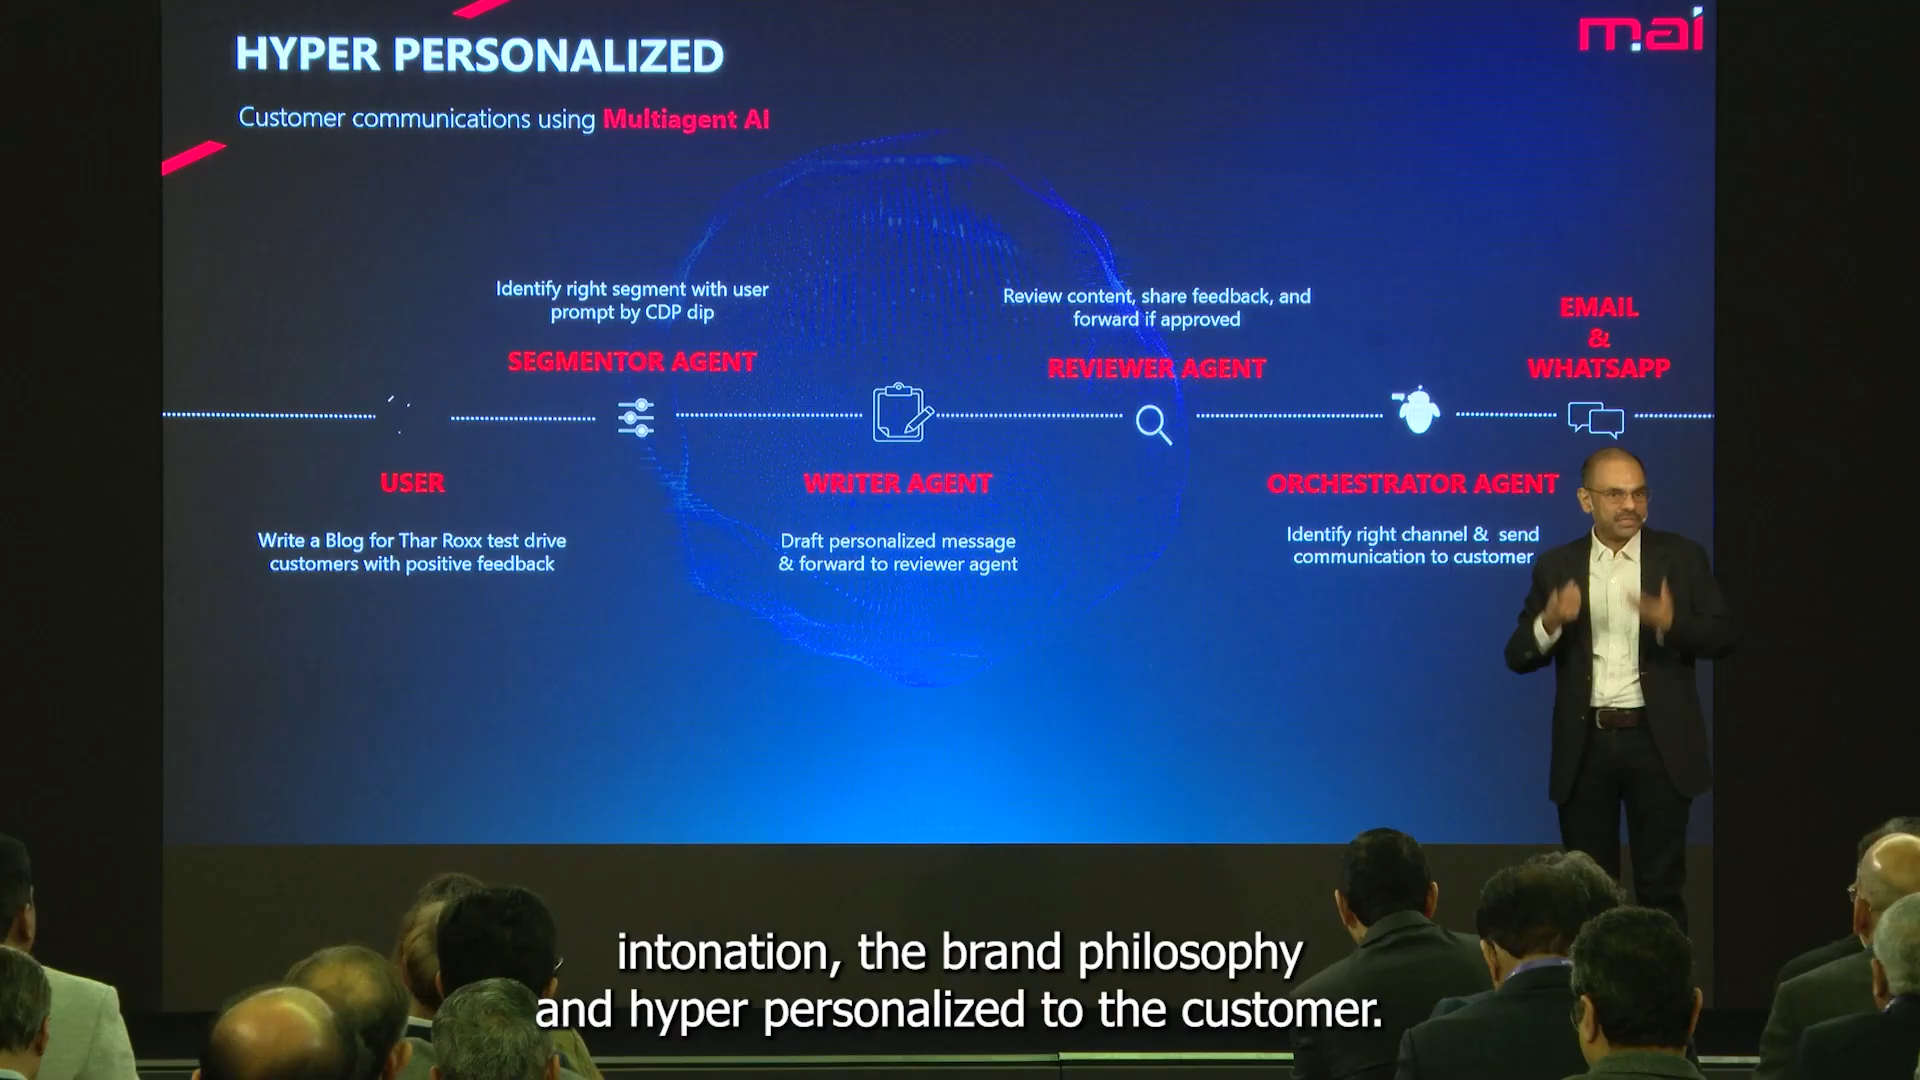 HYPER PERSONALIZED
m.ai
Customer communications using Multiagent AI
Identify right segment with user
prompt by CDP dip
SEGMENTOR AGENT
Review content, share feedback, and
forward if approved
REVIEWER AGENT
EMAIL
&
WHATSAPP
USER
Write a Blog for Thar Roxx test drive
customers with positive feedback
WRITER AGENT
Draft personalized message
& forward to reviewer agent
ORCHESTRATOR AGENT
Identify right channel & send
communication to customer
intonation, the brand philosophy
and hyper personalized to the customer.